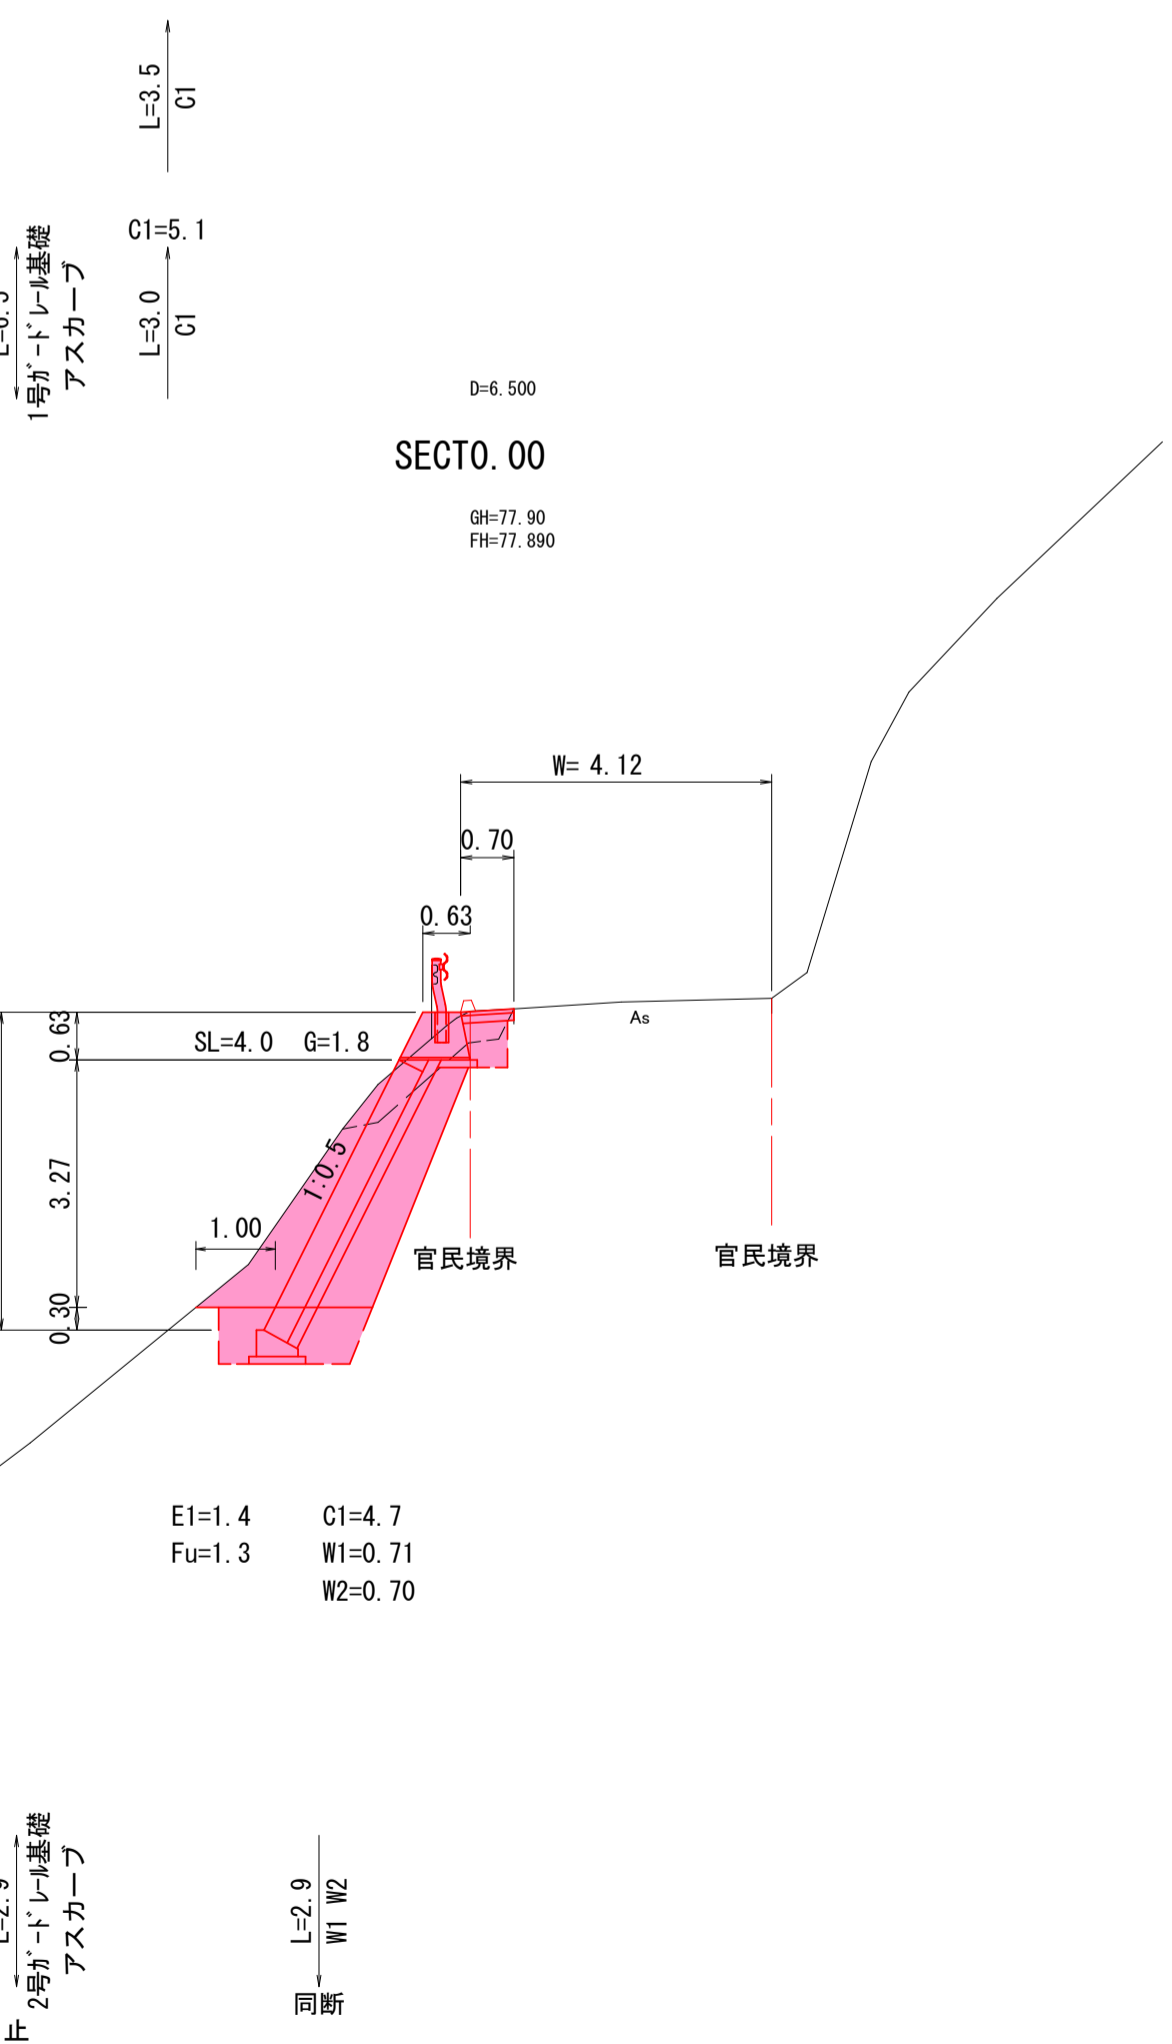 L=3.5
C1
C1=5.1
1号ガードレール基礎
アスカーブ
L=3.0
C1
D=6.500
SECT0.00
GH=77.90
FH=77.890
W= 4.12
0.70
0.63
0.63
SL=4.0 G=1.8
As
3.27
1:0.5
1.00
0.30
官民境界
官民境界
E1=1.4 C1=4.7
Fu=1.3 W1=0.71
W2=0.70
L=2.9
2号ガードレール基礎
アスカーブ
L=2.9
W1 W2
同断
止